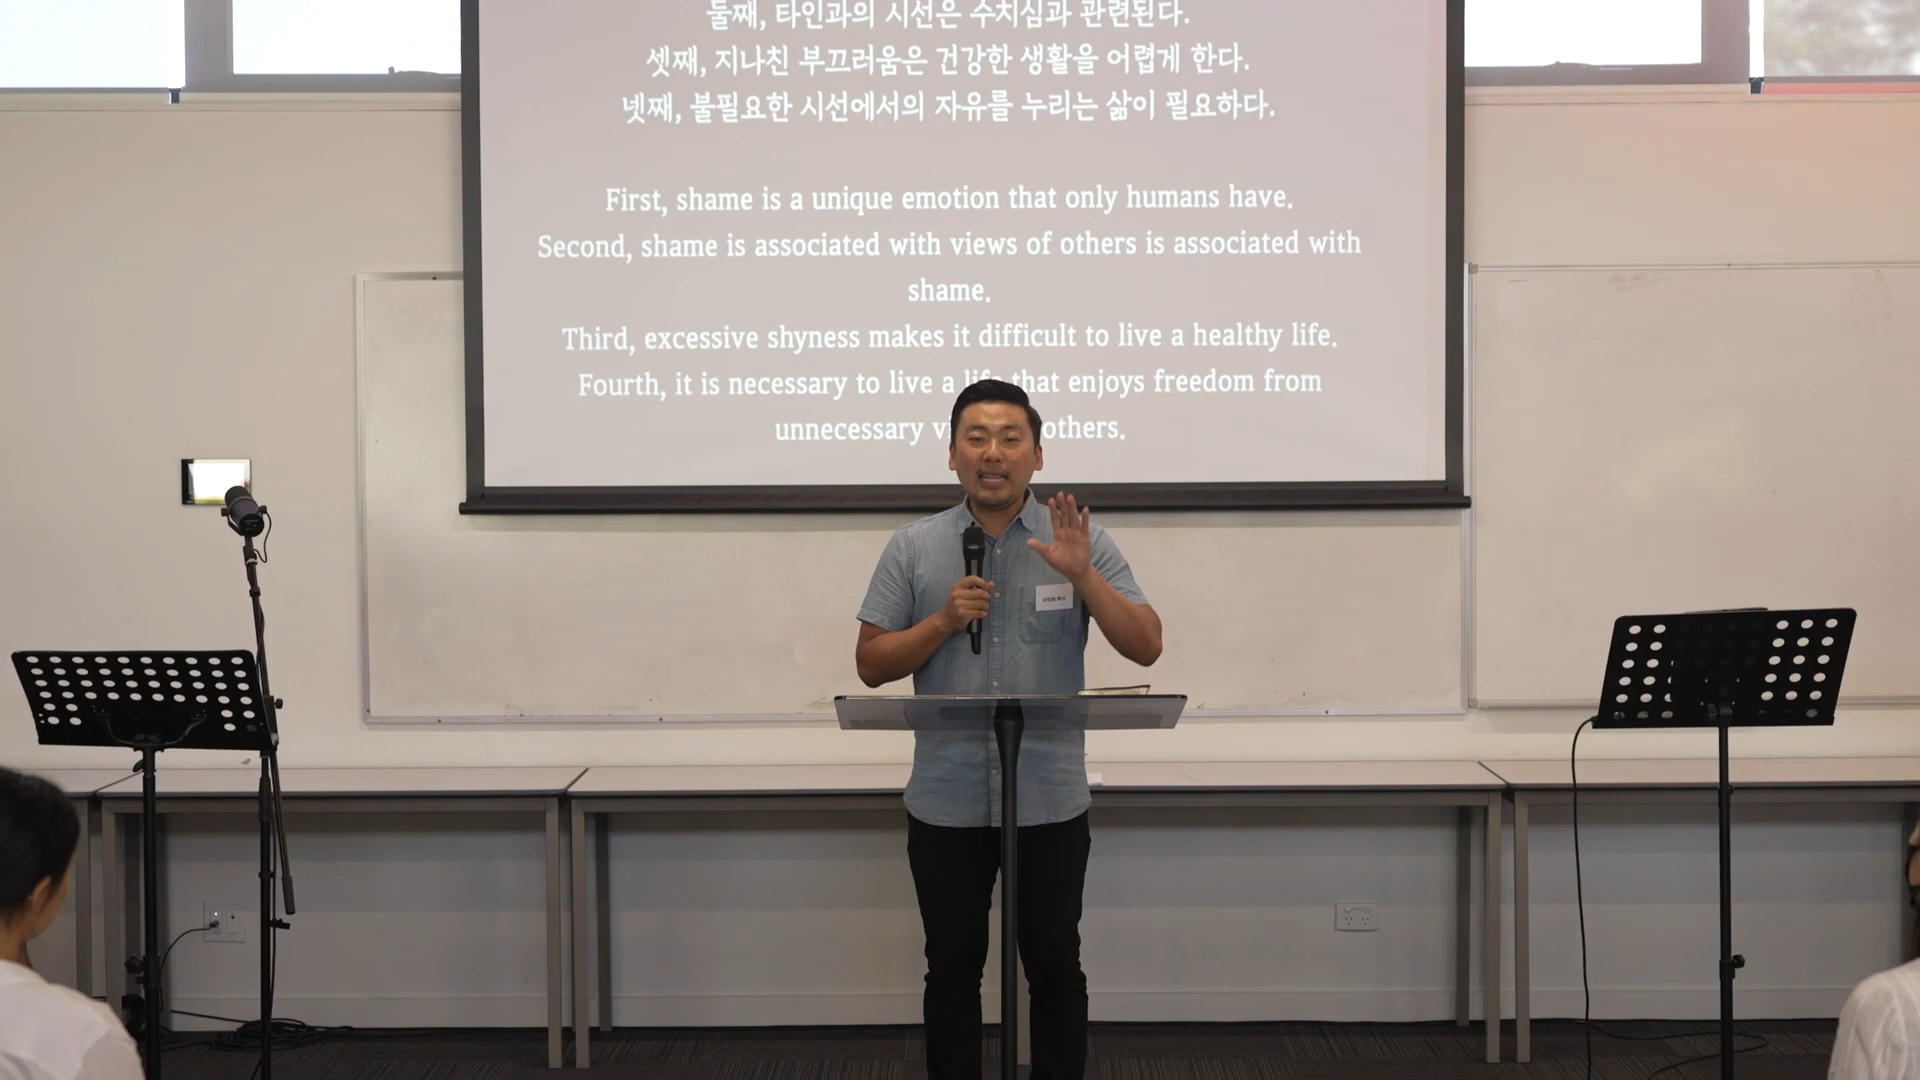 둘째, 타인과의 시선은 수치심과 관련된다.
셋째, 지나친 부끄러움은 건강한 생활을 어렵게 한다.
넷째, 불필요한 시선에서의 자유를 누리는 삶이 필요하다.
First, shame is a unique emotion that only humans have.
Second, shame is associated with views of others is associated with
shame.
Third, excessive shyness makes it difficult to live a healthy life.
Fourth, it is necessary to live a life that enjoys freedom from
unnecessary others.